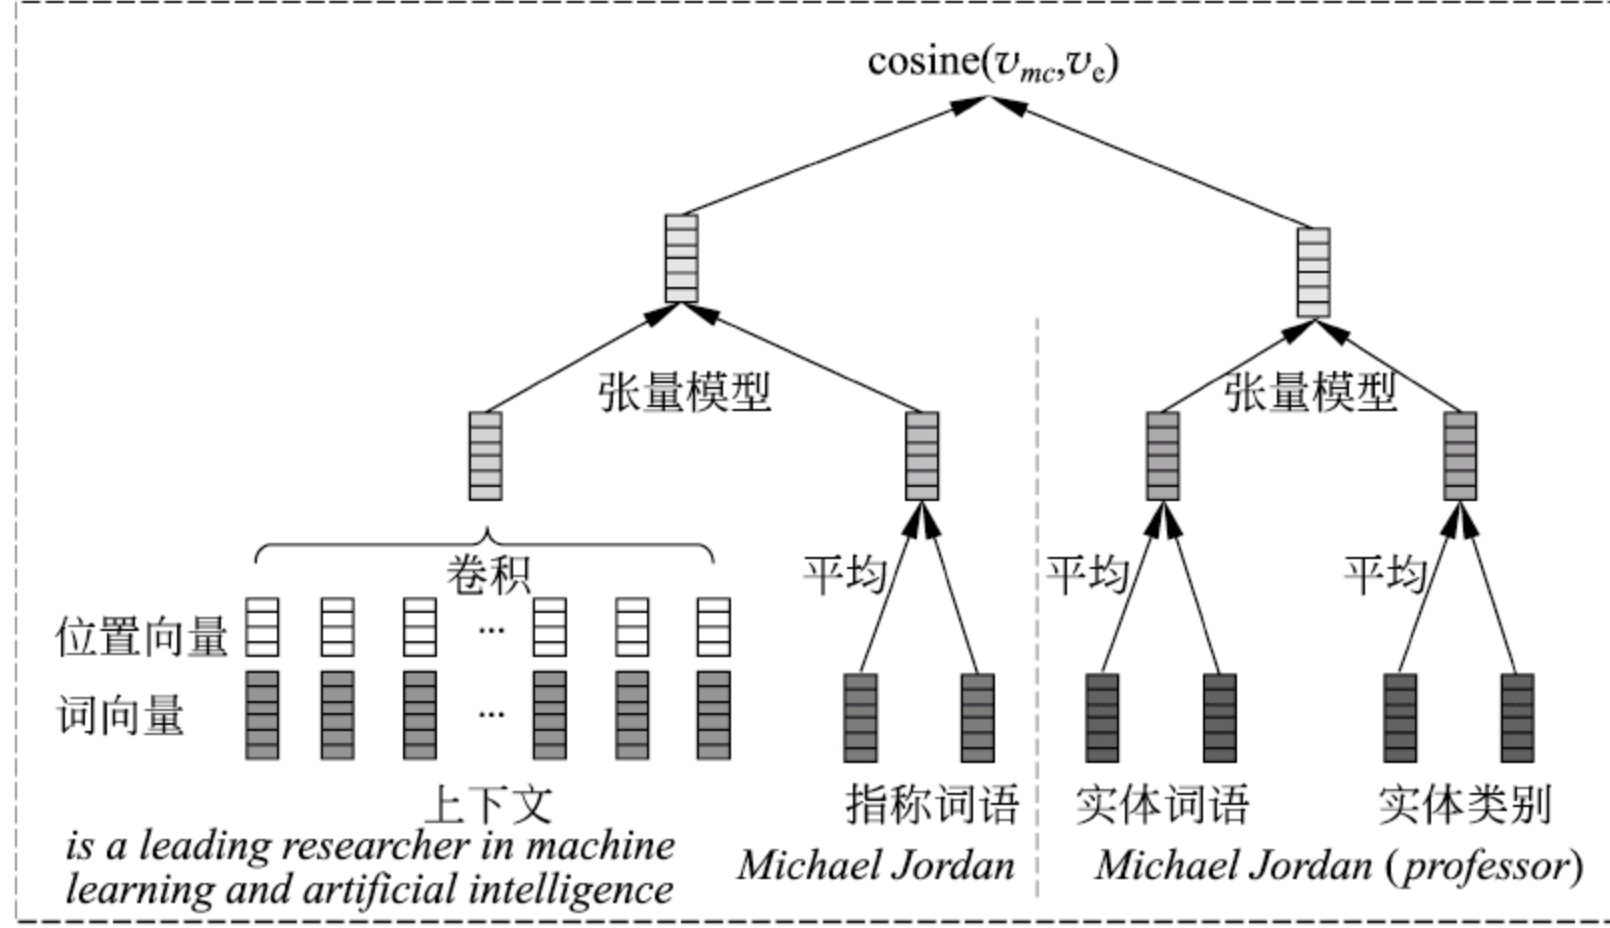 cosine(υmc,υe)
张量模型
张量模型
卷积
平均
平均
平均
位置向量
...
词向量
...
上下文
指称词语
实体词语
实体类别
is a leading researcher in machine
learning and artificial intelligence
Michael Jordan
Michael Jordan (professor)